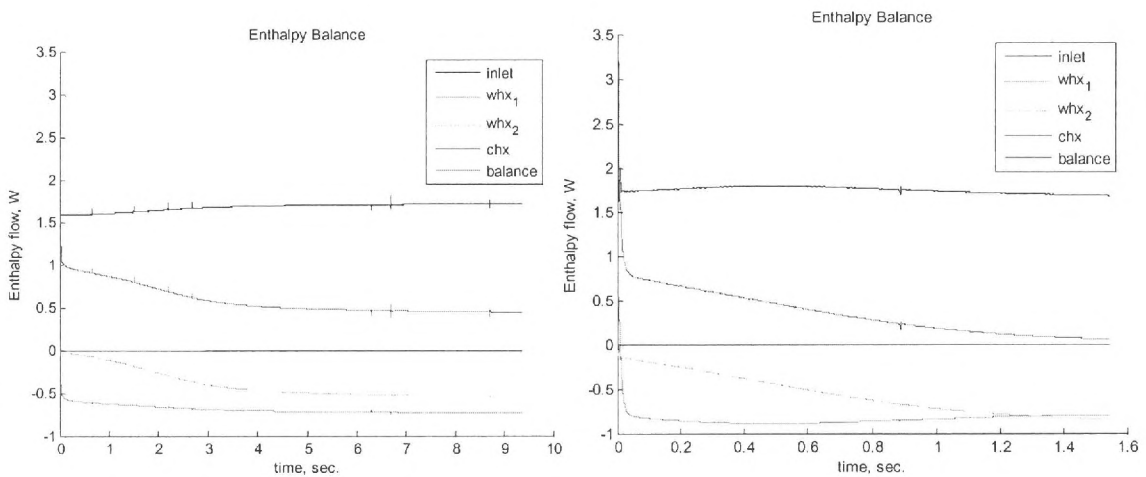 Enthalpy Balance
3.5
3
2.5
2
1.5
1
0.5
0
-0.5
-1
Enthalpy flow, W
0 1 2 3 4 5 6 7 8 9 10
time, sec.
inlet
whx1
whx2
chx
balance
Enthalpy Balance
3.5
3
2.5
2
1.5
1
0.5
0
-0.5
-1
Enthalpy flow, W
0 0.2 0.4 0.6 0.8 1 1.2 1.4 1.6
time, sec.
inlet
whx1
whx2
chx
balance